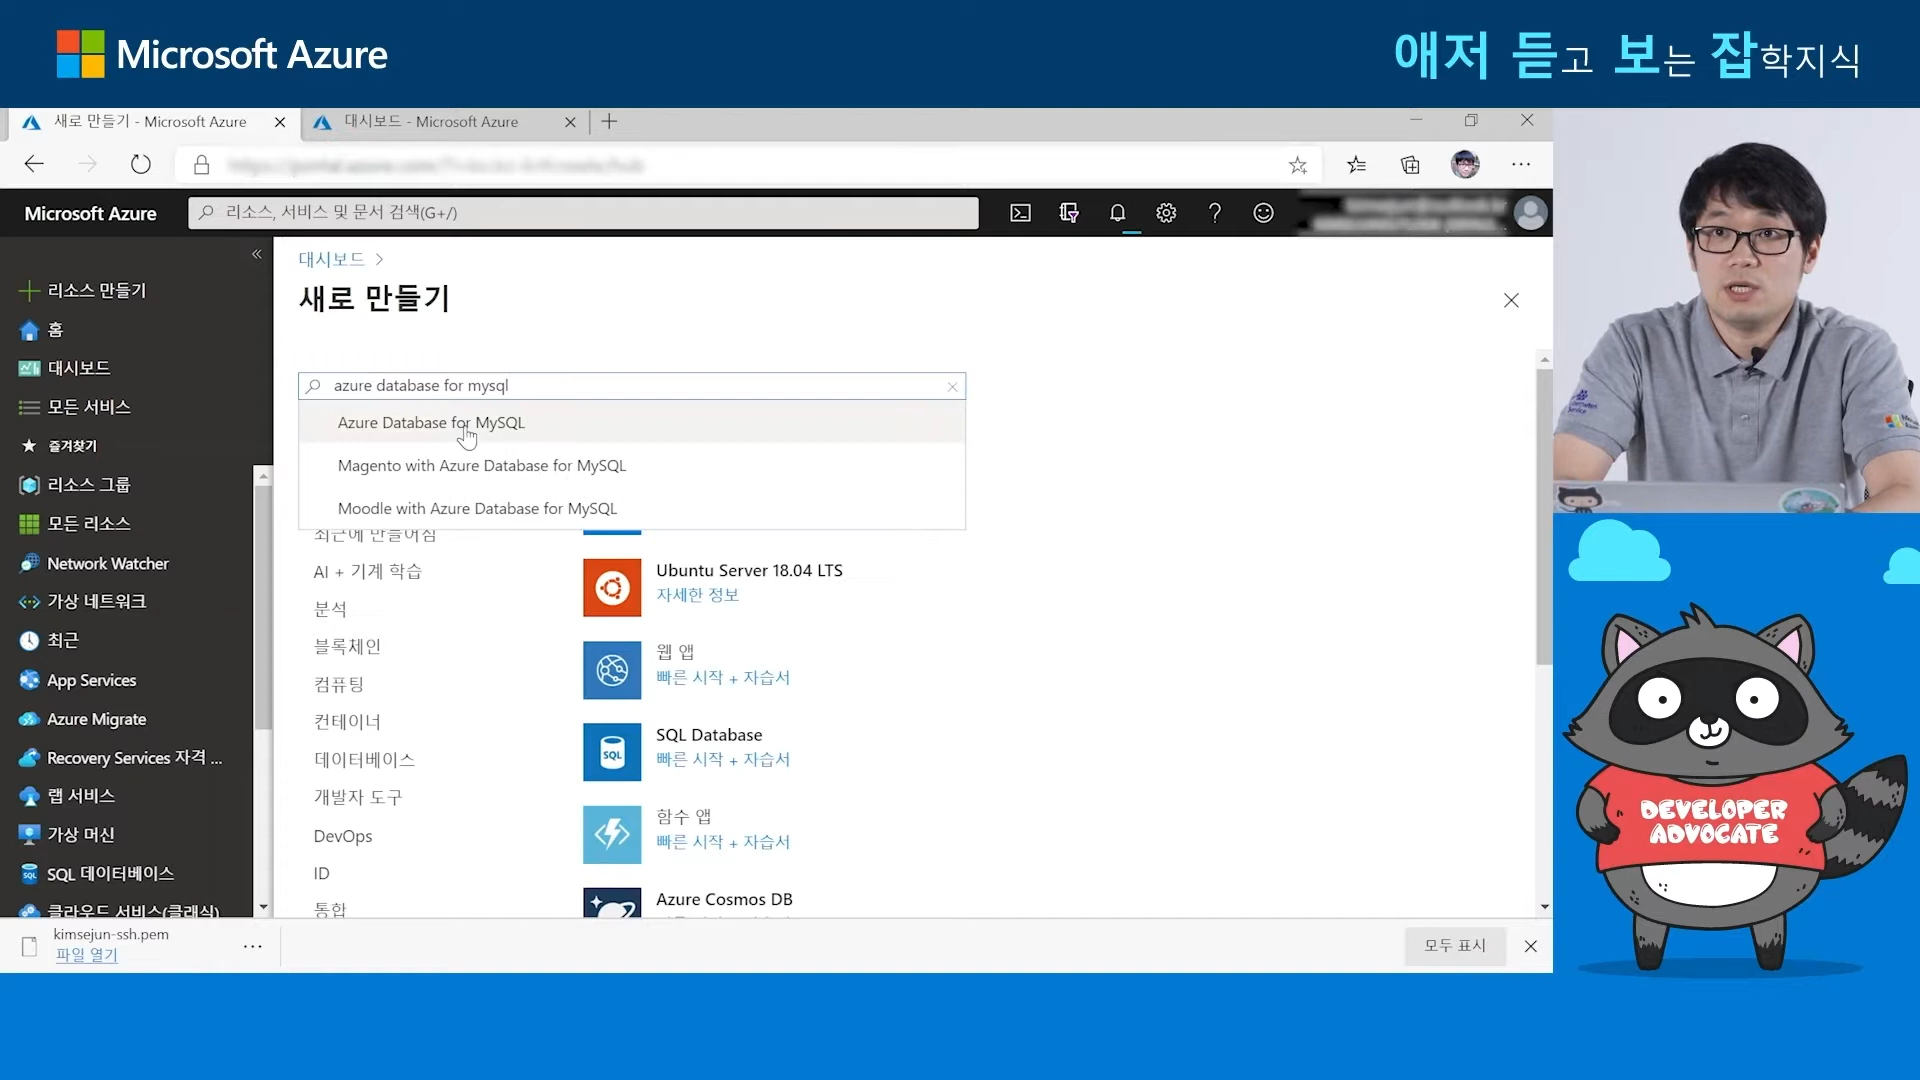 Microsoft Azure
애저 듣고 보는 잡학지식
새로 만들기 - Microsoft Azure
대시보드 - Microsoft Azure
Microsoft Azure
리소스, 서비스 및 문서 검색(G+/)
리소스 만들기
홈
대시보드
모든 서비스
즐겨찾기
리소스 그룹
모든 리소스
Network Watcher
가상 네트워크
최근
App Services
Azure Migrate
Recovery Services 자격 ...
랩 서비스
가상 머신
SQL 데이터베이스
클라우드 서비스(클래식)
대시보드 >
새로 만들기
azure database for mysql
Azure Database for MySQL
Magento with Azure Database for MySQL
Moodle with Azure Database for MySQL
최근에 만들어짐
AI + 기계 학습
분석
블록체인
컴퓨팅
컨테이너
데이터베이스
개발자 도구
DevOps
ID
통합
Ubuntu Server 18.04 LTS
자세한 정보
웹 앱
빠른 시작 + 자습서
SQL
SQL Database
빠른 시작 + 자습서
함수 앱
빠른 시작 + 자습서
Azure Cosmos DB
kimsejun-ssh.pem
파일 열기
모두 표시
DEVELOPER
ADVOCATE